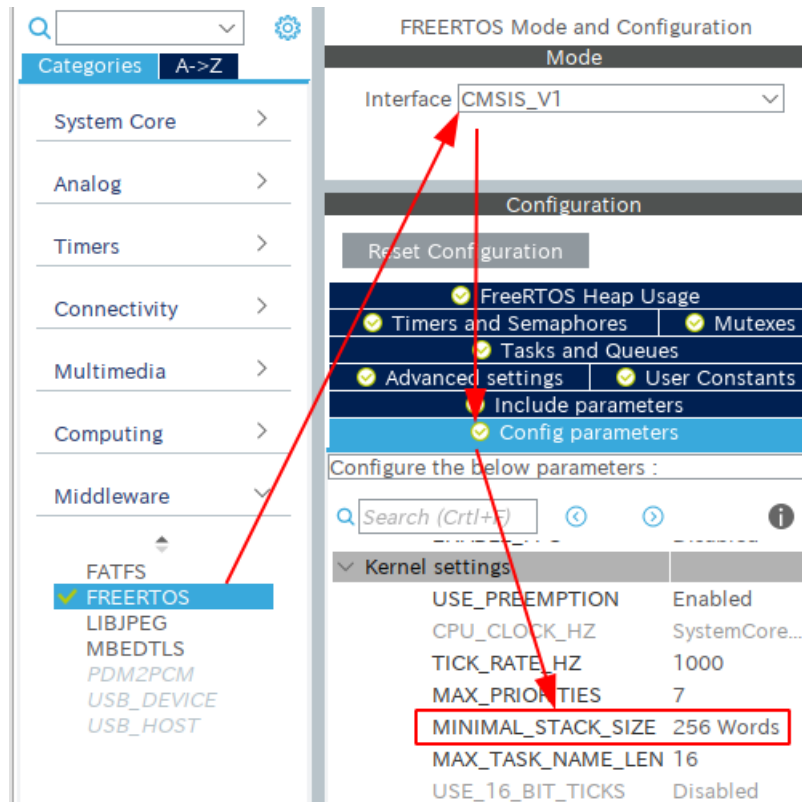 Categories
A->Z
System Core
Analog
Timers
Connectivity
Multimedia
Computing
Middleware
FATFS
FREERTOS
LIBJPEG
MBEDTLS
PDM2PCM
USB_DEVICE
USB_HOST
FREERTOS Mode and Configuration
Mode
Interface CMSIS_V1
Configuration
Reset Configuration
FreeRTOS Heap Usage
Timers and Semaphores Mutexes
Tasks and Queues
Advanced settings User Constants
Include parameters
Config parameters
Configure the below parameters :
Search (Crtl+F)
Kernel settings
USE_PREEMPTION Enabled
CPU_CLOCK_HZ SystemCore...
TICK_RATE_HZ 1000
MAX_PRIORITIES 7
MINIMAL_STACK_SIZE 256 Words
MAX_TASK_NAME_LEN 16
USE_16_BIT_TICKS Disabled